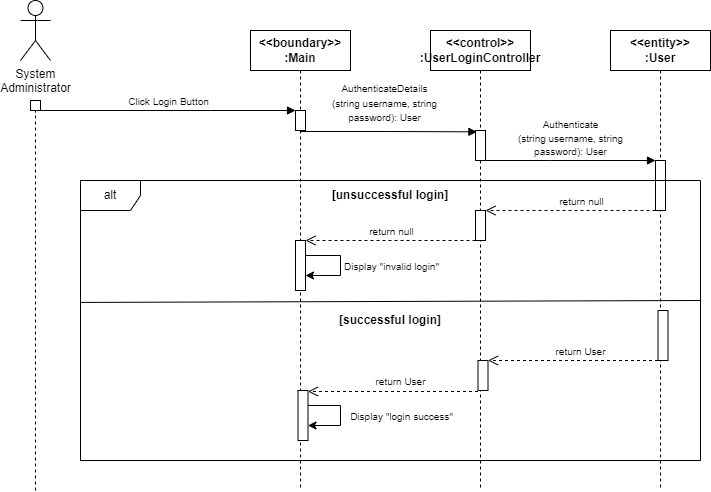 System
Administrator
<<boundary>>
:Main
<<control>>
:UserLoginController
<<entity>>
:User
Click Login Button
AuthenticateDetails
(string username, string
password): User
Authenticate
(string username, string
password): User
alt
[unsuccessful login]
return null
return null
Display "invalid login"
[successful login]
return User
return User
Display "login success"